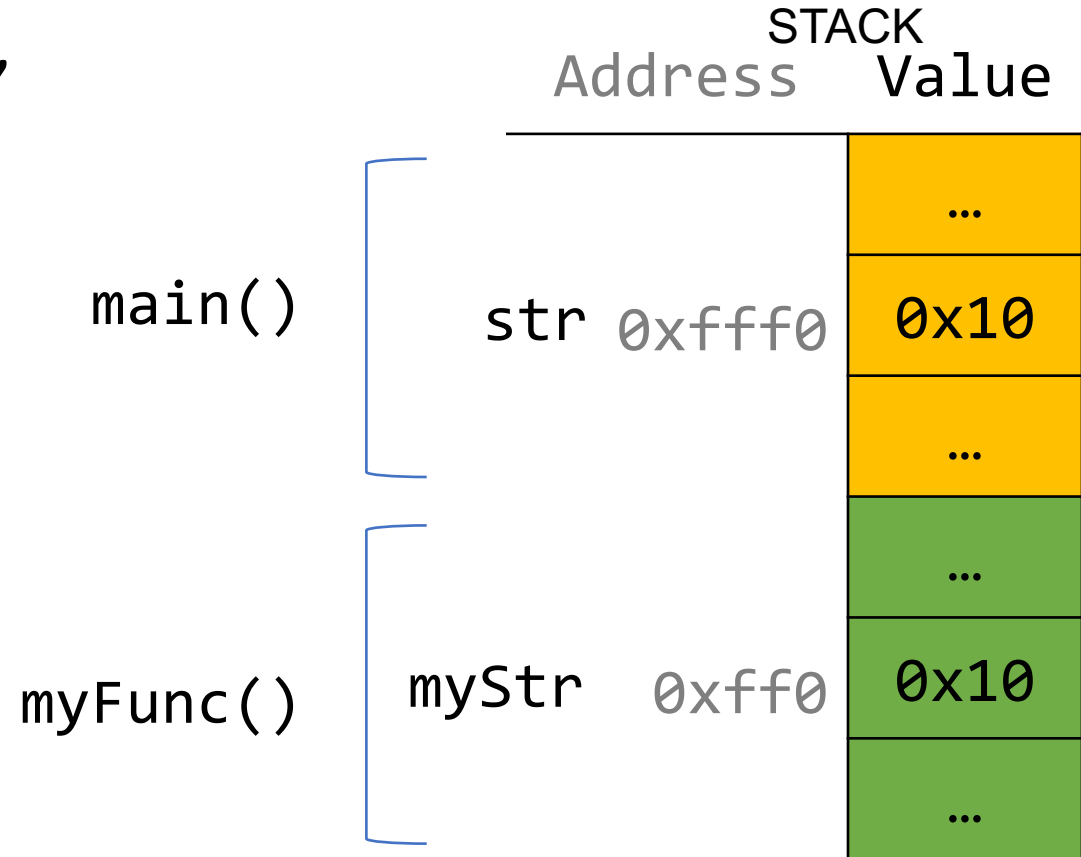 STACK
Address Value
…
main() str 0xfff0 0x10
…
…
myFunc() myStr 0xff0 0x10
…